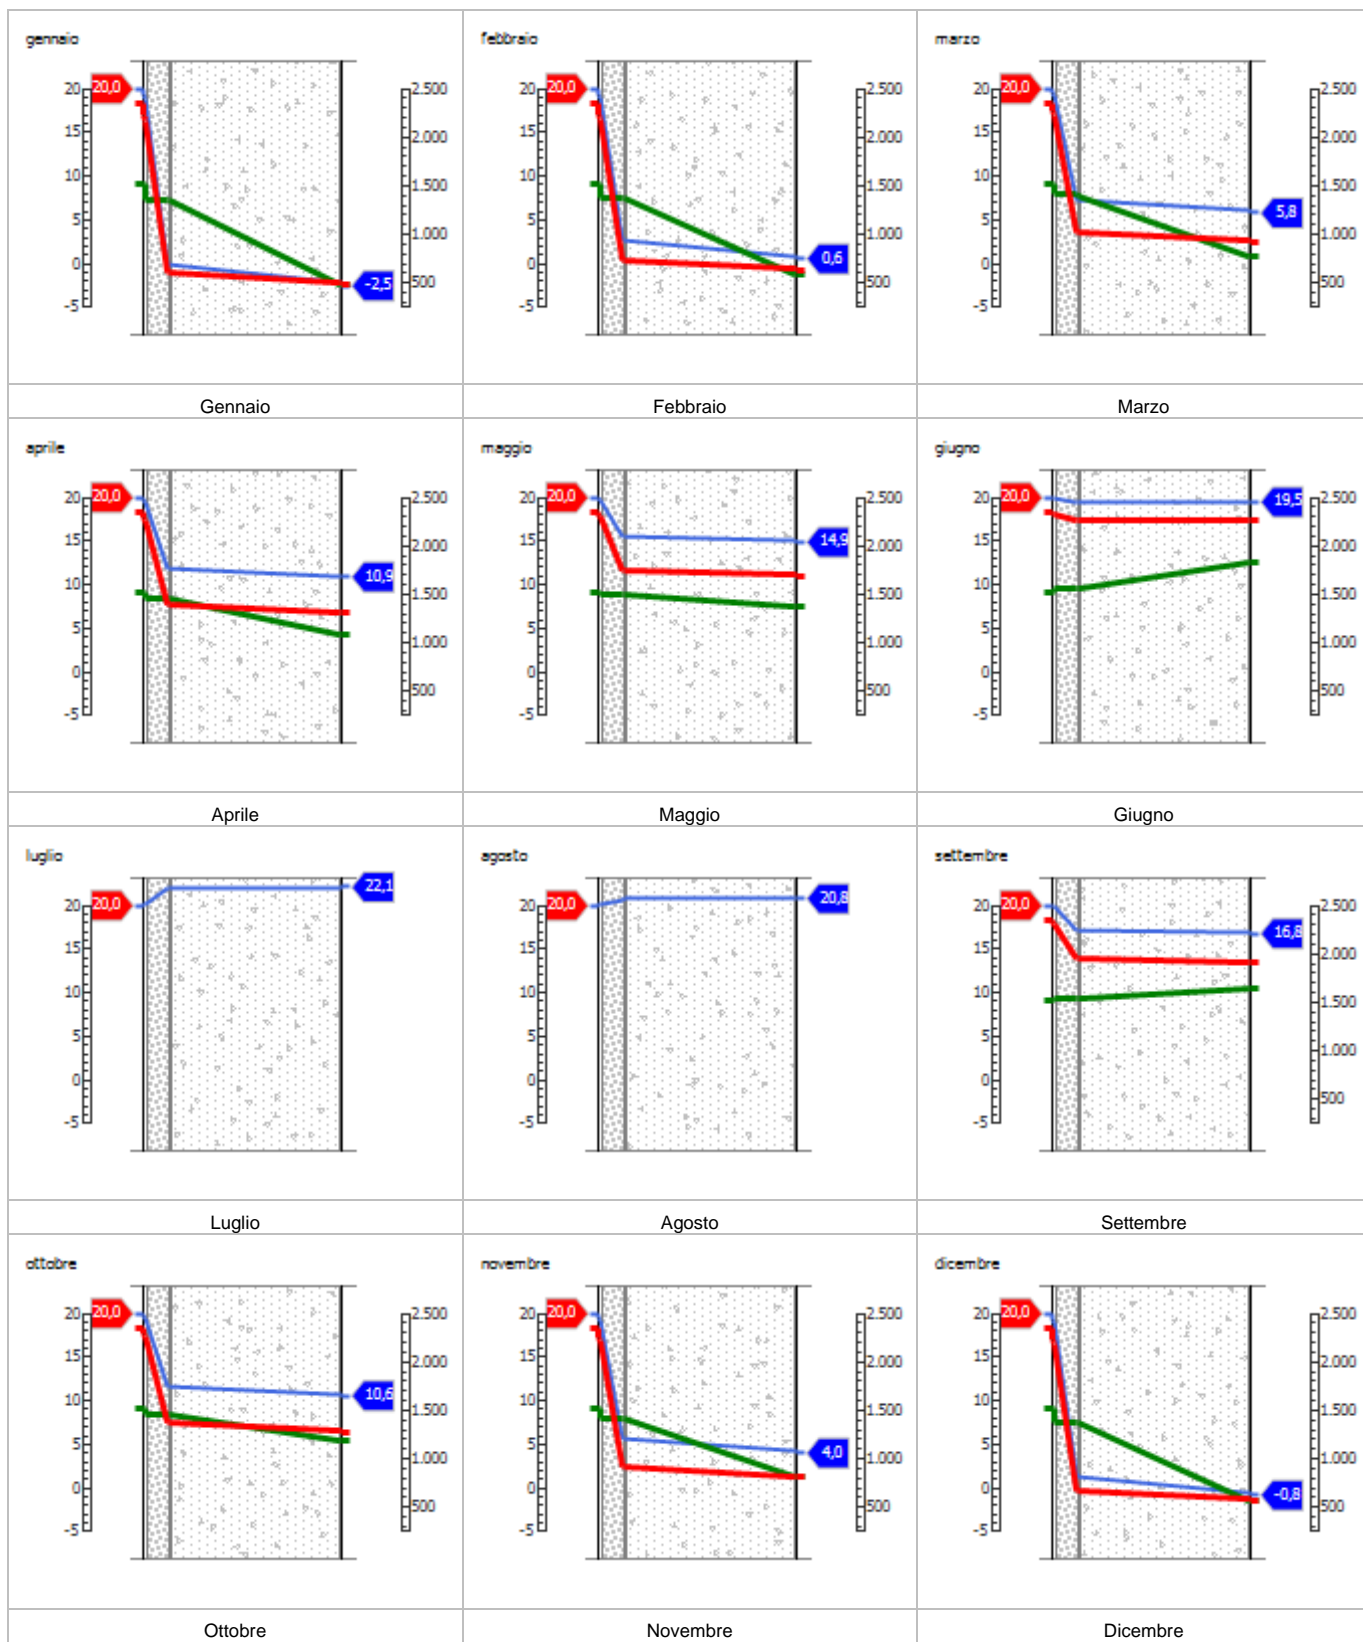 gennaio febbraio marzo
20 20,0 2.500 20 20,0 2.500 20 20,0 2.500
15 2.000 15 2.000 15 2.000
10 1.500 10 1.500 10 1.500
5 1.000 5 1.000 5 5,8 1.000
0 500 0 0,6 500 0 500
-5 -2,5 -5 -5
Gennaio Febbraio Marzo
aprile maggio giugno
20 20,0 2.500 20 20,0 2.500 20 20,0 19,5 2.500
15 2.000 15 14,9 2.000 15 2.000
10 10,9 1.500 10 1.500 10 1.500
5 1.000 5 1.000 5 1.000
0 500 0 500 0 500
-5 -5 -5
Aprile Maggio Giugno
luglio agosto settembre
20 20,0 22,1 20 20,0 20,8 20 20,0 2.500
15 15 15 16,8 2.000
10 10 10 1.500
5 5 5 1.000
0 0 0 500
-5 -5 -5
Luglio Agosto Settembre
ottobre novembre dicembre
20 20,0 2.500 20 20,0 2.500 20 20,0 2.500
15 2.000 15 2.000 15 2.000
10 10,6 1.500 10 1.500 10 1.500
5 1.000 5 4,0 1.000 5 1.000
0 500 0 500 0 -0,8 500
-5 -5 -5
Ottobre Novembre Dicembre